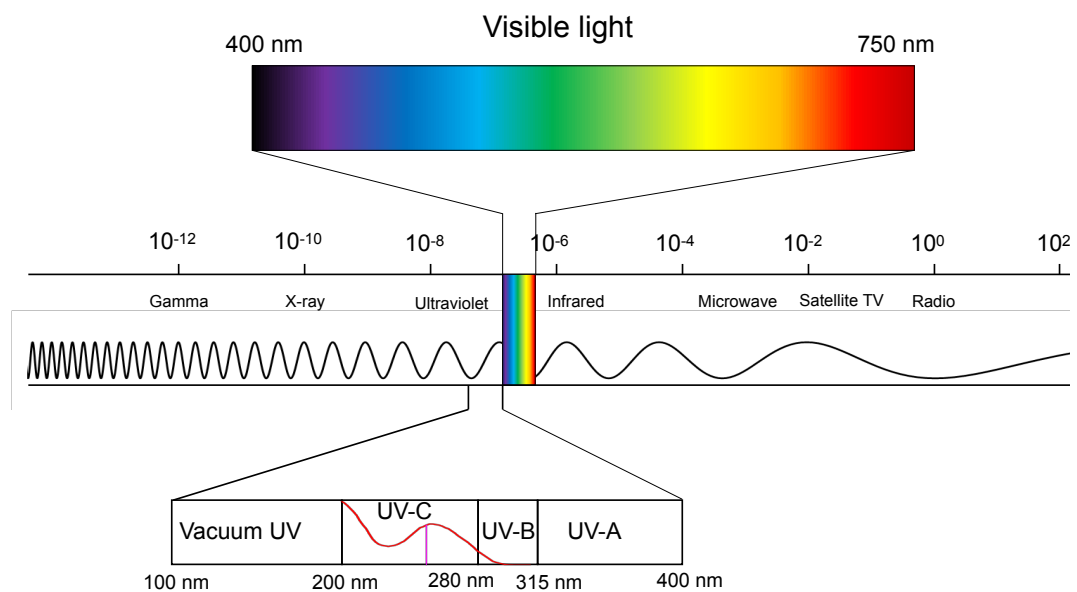 Visible light
400 nm 750 nm
10-12 10-10 10-8 10-6 10-4 10-2 100 102
Gamma X-ray Ultraviolet Infrared Microwave Satellite TV Radio
UV-C
Vacuum UV UV-B UV-A
100 nm 200 nm 280 nm 315 nm 400 nm